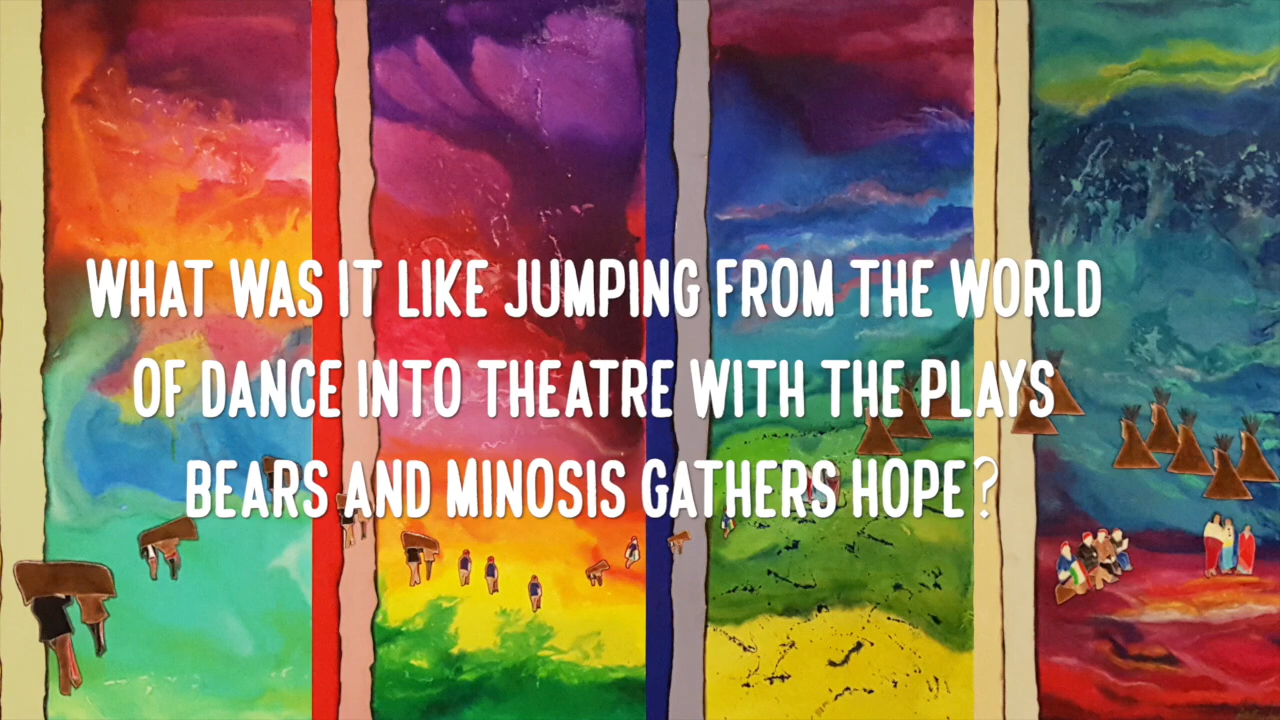 WHAT WAS IT LIKE JUMPING FROM THE WORLD
OF DANCE INTO THEATRE WITH THE PLAYS
BEARS AND MINOSIS GATHERS HOPE?